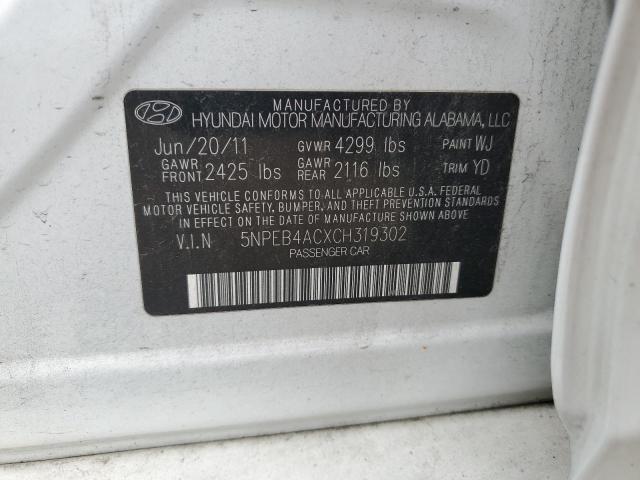 MANUFACTURED BY
HYUNDAI MOTOR MANUFACTURING ALABAMA, LLC
Jun/20/11 GVWR 4299 lbs PAINT WJ
GAWR FRONT 2425 lbs GAWR REAR 2116 lbs TRIM YD
THIS VEHICLE CONFORMS TO ALL APPLICABLE U.S.A. FEDERAL
MOTOR VEHICLE SAFETY, BUMPER, AND THEFT PREVENTION STANDARDS
IN EFFECT ON THE DATE OF MANUFACTURE SHOWN ABOVE.
V.I.N 5NPEB4ACXCH319302
PASSENGER CAR